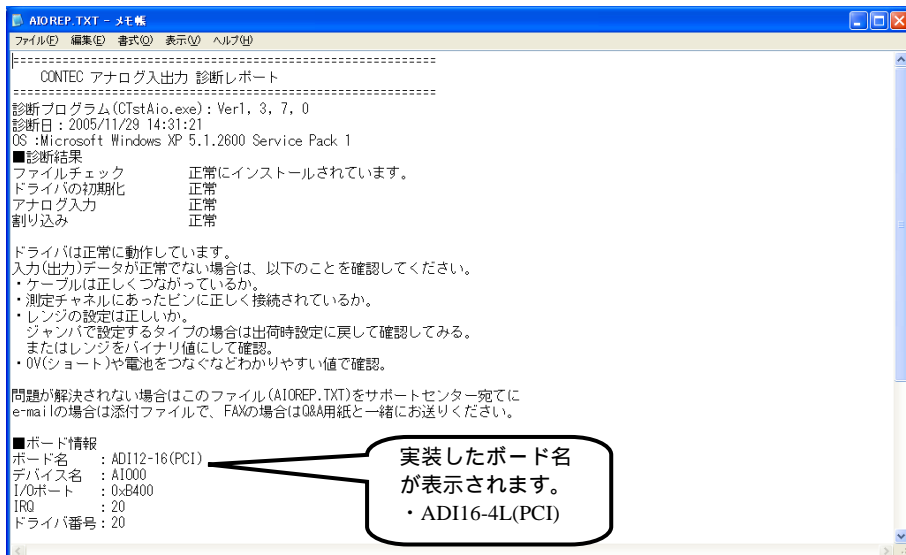 AIOREP.TXT - メモ帳
ファイル(F) 編集(E) 書式(O) 表示(V) ヘルプ(H)
==========================================================
CONTEC アナログ入出力 診断レポート
==========================================================
診断プログラム(CTstAio.exe) : Ver1, 3, 7, 0
診断日 : 2005/11/29 14:31:21
OS :Microsoft Windows XP 5.1.2600 Service Pack 1
■診断結果
ファイルチェック 正常にインストールされています。
ドライバの初期化 正常
アナログ入力 正常
割り込み 正常
ドライバは正常に動作しています。
入力(出力)データが正常でない場合は、以下のことを確認してください。
・ケーブルは正しくつながっているか。
・測定チャネルにあったピンに正しく接続されているか。
・レンジの設定は正しいか。
ジャンパで設定するタイプの場合は出荷時設定に戻して確認してみる。
またはレンジをバイナリ値にして確認。
・0V(ショート)や電池をつなぐなどわかりやすい値で確認。
問題が解決されない場合はこのファイル(AIOREP.TXT)をサポートセンター宛てに
e-mailの場合は添付ファイルで、FAXの場合はQ&A用紙と一緒にお送りください。
■ボード情報
ボード名 : ADI12-16(PCI)
デバイス名 : AIO00
I/Oポート : 0xB400
IRQ : 20
ドライバ番号 : 20
実装したボード名
が表示されます。
・ADI16-4L(PCI)